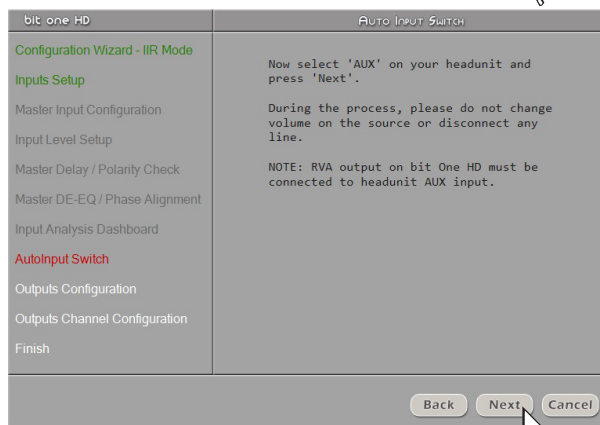 bit one HD
Auto Input Switch
Configuration Wizard - IIR Mode
Inputs Setup
Master Input Configuration
Input Level Setup
Master Delay / Polarity Check
Master DE-EQ / Phase Alignment
Input Analysis Dashboard
AutoInput Switch
Outputs Configuration
Outputs Channel Configuration
Finish
Now select 'AUX' on your headunit and
press 'Next'.
During the process, please do not change
volume on the source or disconnect any
line.
NOTE: RVA output on bit One HD must be
connected to headunit AUX input.
Back
Next
Cancel